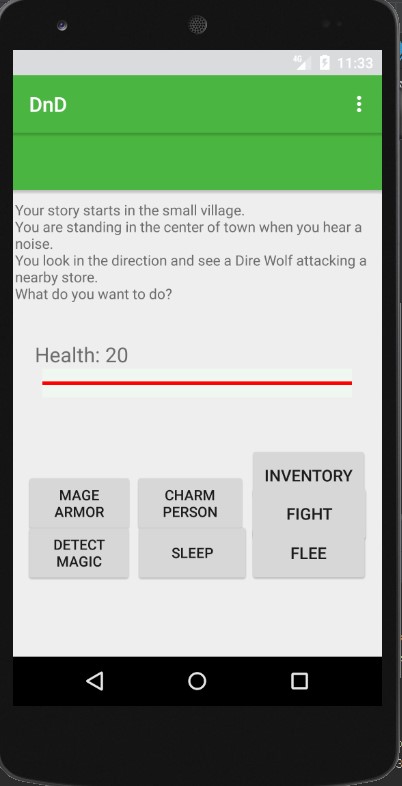 4G 11:33
DnD
Your story starts in the small village.
You are standing in the center of town when you hear a
noise.
You look in the direction and see a Dire Wolf attacking a
nearby store.
What do you want to do?
Health: 20
INVENTORY
MAGE
ARMOR
CHARM
PERSON
FIGHT
DETECT
MAGIC
SLEEP
FLEE